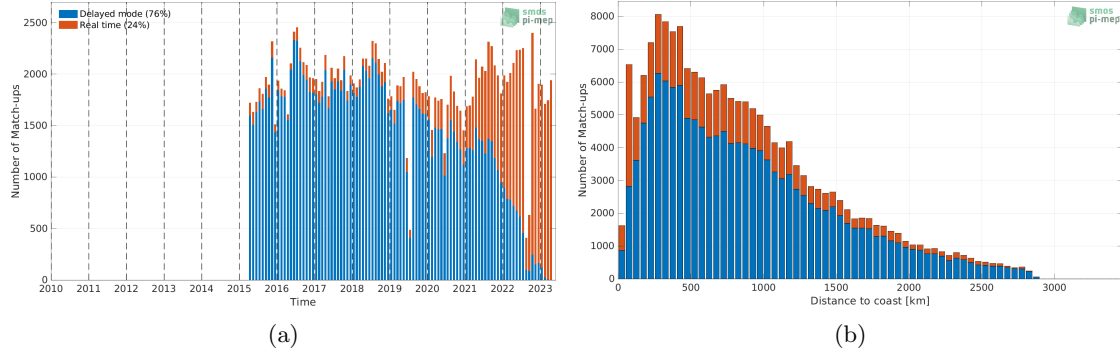 Delayed mode (76%)
Real time (24%)
smos
pi-mep
Number of Match-ups
2500
2000
1500
1000
500
0
2010 2011 2012 2013 2014 2015 2016 2017 2018 2019 2020 2021 2022 2023
Time
(a)
smos
pi-mep
Number of Match-ups
8000
7000
6000
5000
4000
3000
2000
1000
0
0 500 1000 1500 2000 2500 3000
Distance to coast [km]
(b)